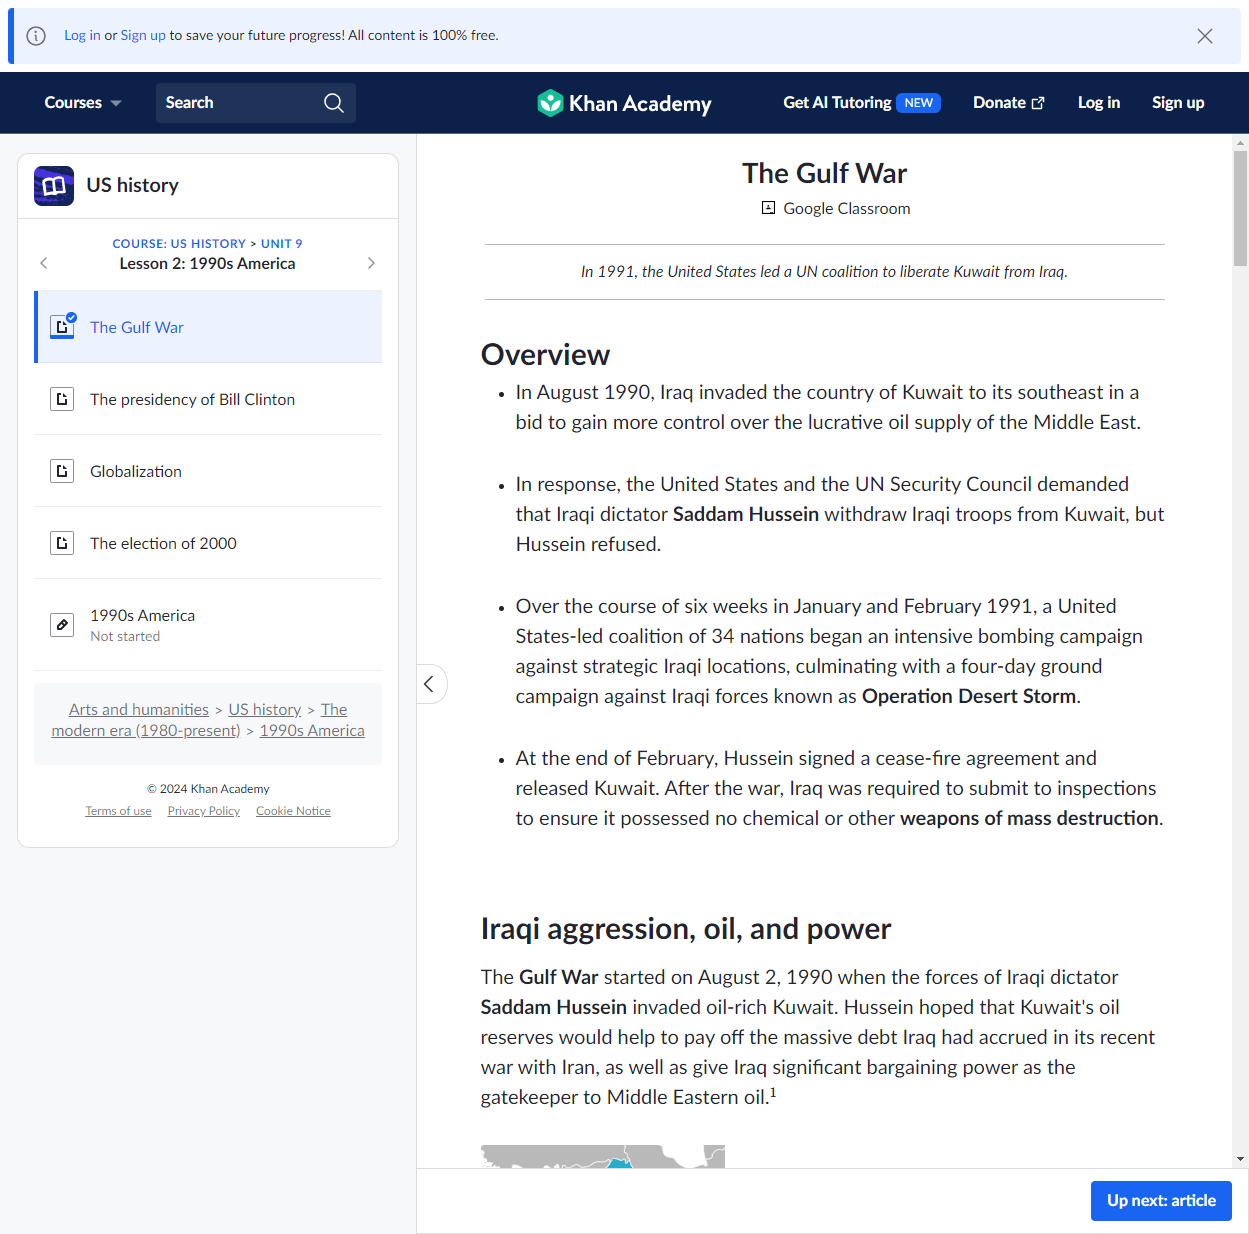 Log in or Sign up to save your future progress! All content is 100% free.
Courses
Search
Khan Academy
Get AI Tutoring NEW
Donate
Log in
Sign up
US history
COURSE: US HISTORY > UNIT 9
Lesson 2: 1990s America
The Gulf War
The presidency of Bill Clinton
Globalization
The election of 2000
1990s America
Not started
Arts and humanities > US history > The
modern era (1980-present) > 1990s America
© 2024 Khan Academy
Terms of use Privacy Policy Cookie Notice
The Gulf War
Google Classroom
In 1991, the United States led a UN coalition to liberate Kuwait from Iraq.
Overview
• In August 1990, Iraq invaded the country of Kuwait to its southeast in a
bid to gain more control over the lucrative oil supply of the Middle East.
• In response, the United States and the UN Security Council demanded
that Iraqi dictator Saddam Hussein withdraw Iraqi troops from Kuwait, but
Hussein refused.
• Over the course of six weeks in January and February 1991, a United
States-led coalition of 34 nations began an intensive bombing campaign
against strategic Iraqi locations, culminating with a four-day ground
campaign against Iraqi forces known as Operation Desert Storm.
• At the end of February, Hussein signed a cease-fire agreement and
released Kuwait. After the war, Iraq was required to submit to inspections
to ensure it possessed no chemical or other weapons of mass destruction.
Iraqi aggression, oil, and power
The Gulf War started on August 2, 1990 when the forces of Iraqi dictator
Saddam Hussein invaded oil-rich Kuwait. Hussein hoped that Kuwait's oil
reserves would help to pay off the massive debt Iraq had accrued in its recent
war with Iran, as well as give Iraq significant bargaining power as the
gatekeeper to Middle Eastern oil.¹
Up next: article